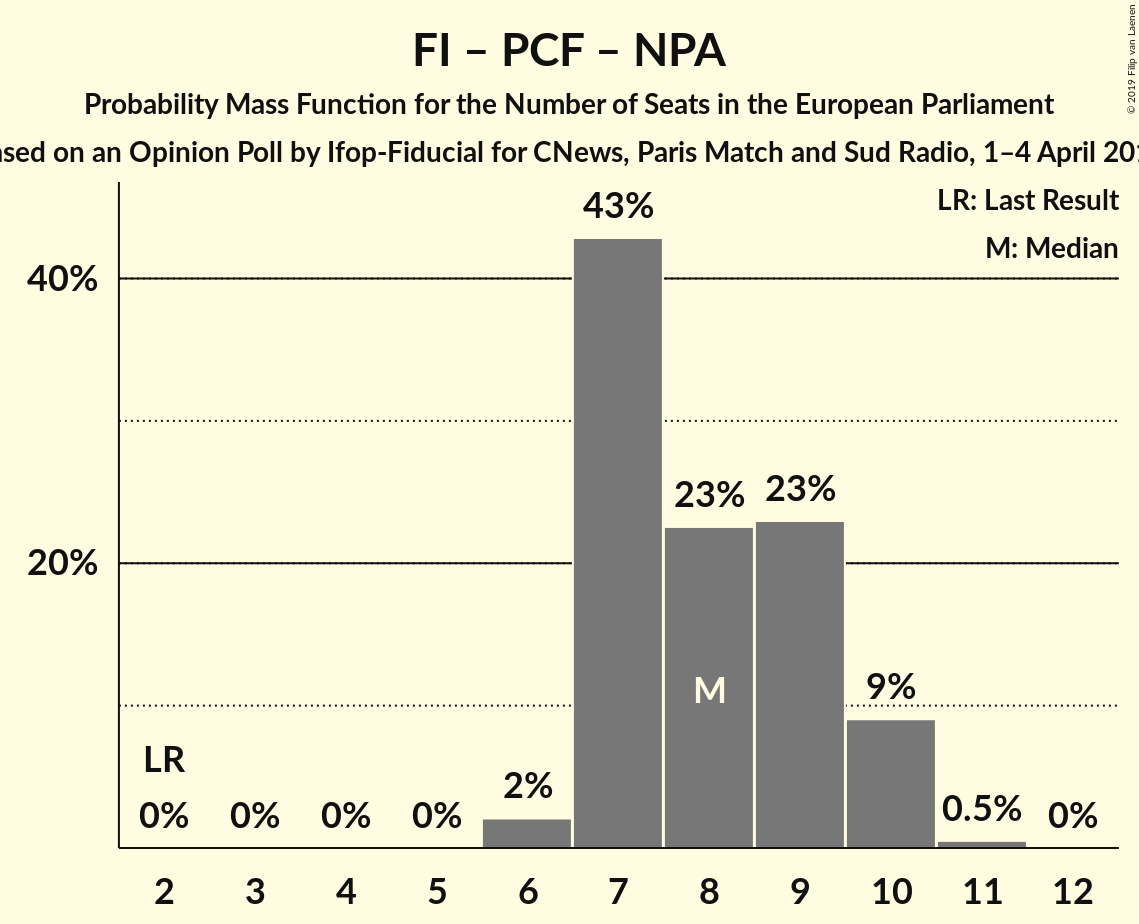 FI – PCF – NPA
Probability Mass Function for the Number of Seats in the European Parliament
on an Opinion Poll by Ifop-Fiducial for CNews, Paris Match and Sud Radio, 1–4 April
© 2019 Filip van Laenen
LR: Last Result
M: Median
43%
40%
23% 23%
20%
M
9%
LR
2%
0% 0% 0% 0% 0.5% 0%
2 3 4 5 6 7 8 9 10 11 12